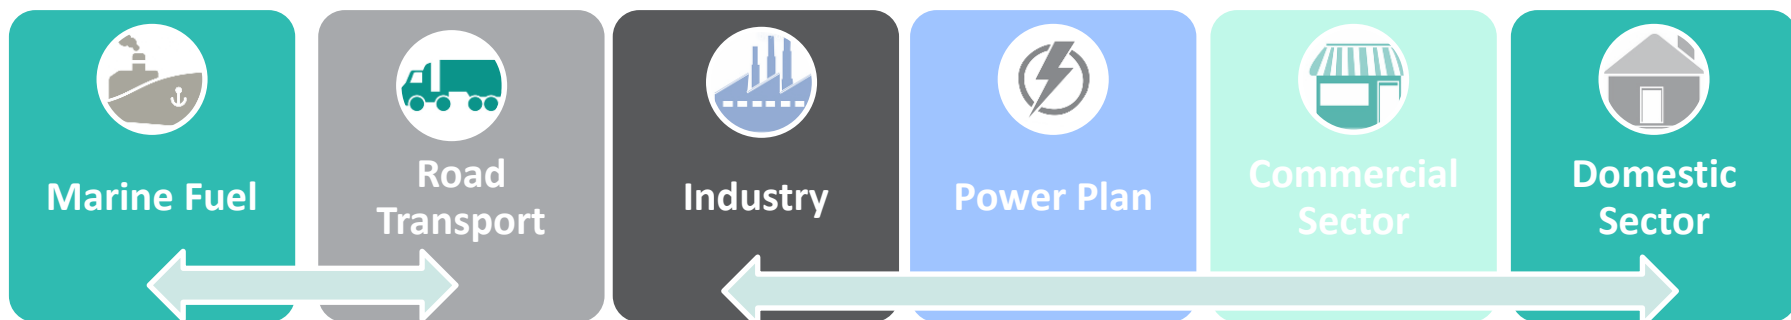 Marine Fuel
Road
Transport
Industry
Power Plan
Commercial
Sector
Domestic
Sector